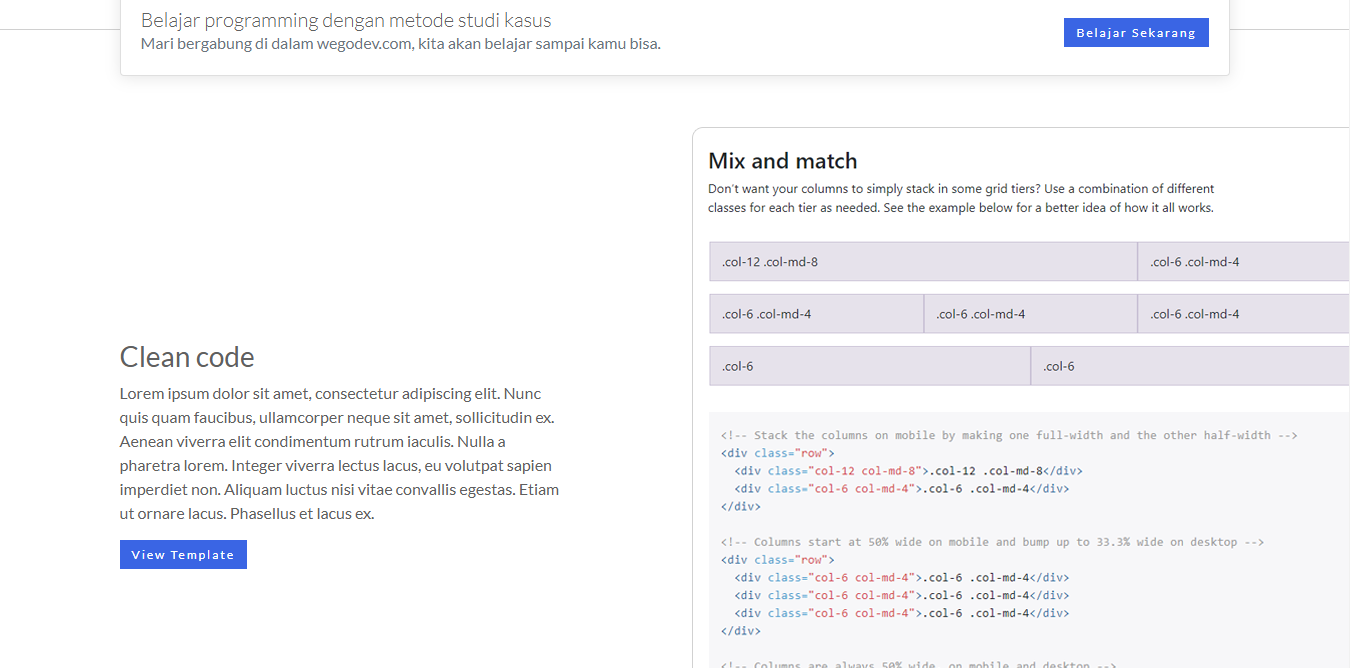 Belajar programming dengan metode studi kasus
Mari bergabung di dalam wegodev.com, kita akan belajar sampai kamu bisa.
Belajar Sekarang
Clean code
Lorem ipsum dolor sit amet, consectetur adipiscing elit. Nunc
quis quam faucibus, ullamcorper neque sit amet, sollicitudin ex.
Aenean viverra elit condimentum rutrum iaculis. Nulla a
pharetra lorem. Integer viverra lectus lacus, eu volutpat sapien
imperdiet non. Aliquam luctus nisi vitae convallis egestas. Etiam
ut ornare lacus. Phasellus et lacus ex.
View Template
Mix and match
Don't want your columns to simply stack in some grid tiers? Use a combination of different
classes for each tier as needed. See the example below for a better idea of how it all works.
.col-12 .col-md-8
.col-6 .col-md-4
.col-6 .col-md-4
.col-6 .col-md-4
.col-6 .col-md-4
.col-6
.col-6
<!-- Stack the columns on mobile by making one full-width and the other half-width -->
<div class="row">
  <div class="col-12 col-md-8">.col-12 .col-md-8</div>
  <div class="col-6 col-md-4">.col-6 .col-md-4</div>
</div>
<!-- Columns start at 50% wide on mobile and bump up to 33.3% wide on desktop -->
<div class="row">
  <div class="col-6 col-md-4">.col-6 .col-md-4</div>
  <div class="col-6 col-md-4">.col-6 .col-md-4</div>
  <div class="col-6 col-md-4">.col-6 .col-md-4</div>
</div>
<!-- Columns are always 50% wide, on mobile and desktop -->